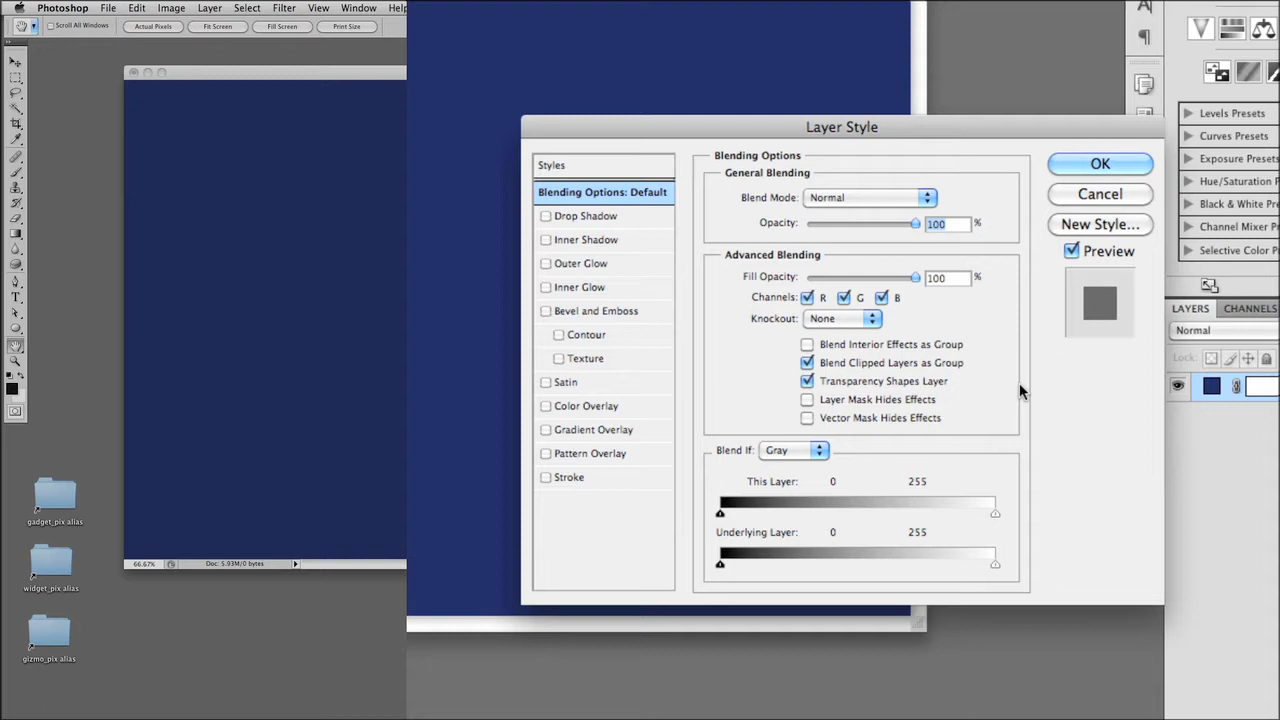 Photoshop File Edit Image Layer Select Filter View Window Help
Scroll All Windows Actual Pixels Fit Screen Fill Screen Print Size
Layer Style
Styles
Blending Options: Default
Drop Shadow
Inner Shadow
Outer Glow
Inner Glow
Bevel and Emboss
Contour
Texture
Satin
Color Overlay
Gradient Overlay
Pattern Overlay
Stroke
Blending Options
General Blending
Blend Mode: Normal
Opacity: 100 %
Advanced Blending
Fill Opacity: 100 %
Channels: R G B
Knockout: None
Blend Interior Effects as Group
Blend Clipped Layers as Group
Transparency Shapes Layer
Layer Mask Hides Effects
Vector Mask Hides Effects
Blend If: Gray
This Layer: 0 255
Underlying Layer: 0 255
OK
Cancel
New Style...
Preview
Levels Presets
Curves Presets
Exposure Presets
Hue/Saturation P
Black & White Pre
Channel Mixer Pr
Selective Color P
LAYERS CHANNELS
Normal
Lock:
gadget_pix alias
widget_pix alias
gizmo_pix alias
66.67% Doc: 5.93M/0 bytes